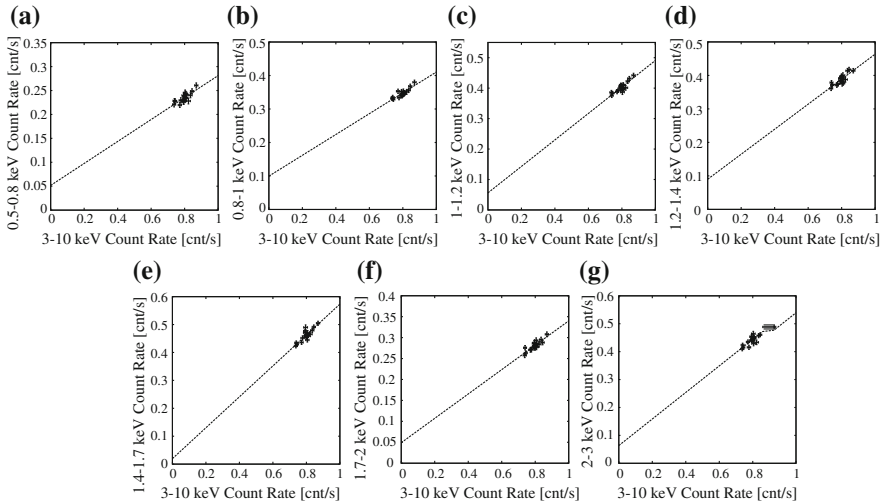 (a)
0.5-0.8 keV Count Rate [cnt/s]
0.35
0.3
0.25
0.2
0.15
0.1
0.05
0
0 0.2 0.4 0.6 0.8 1
3-10 keV Count Rate [cnt/s]
(b)
0.8-1 keV Count Rate [cnt/s]
0.5
0.4
0.3
0.2
0.1
0
0 0.2 0.4 0.6 0.8 1
3-10 keV Count Rate [cnt/s]
(c)
1-1.2 keV Count Rate [cnt/s]
0.5
0.4
0.3
0.2
0.1
0
0 0.2 0.4 0.6 0.8 1
3-10 keV Count Rate [cnt/s]
(d)
1.2-1.4 keV Count Rate [cnt/s]
0.5
0.4
0.3
0.2
0.1
0
0 0.2 0.4 0.6 0.8 1
3-10 keV Count Rate [cnt/s]
(e)
1.4-1.7 keV Count Rate [cnt/s]
0.6
0.5
0.4
0.3
0.2
0.1
0
0 0.2 0.4 0.6 0.8 1
3-10 keV Count Rate [cnt/s]
(f)
1.7-2 keV Count Rate [cnt/s]
0.4
0.35
0.3
0.25
0.2
0.15
0.1
0.05
0
0 0.2 0.4 0.6 0.8 1
3-10 keV Count Rate [cnt/s]
(g)
2-3 keV Count Rate [cnt/s]
0.6
0.5
0.4
0.3
0.2
0.1
0
0 0.2 0.4 0.6 0.8 1
3-10 keV Count Rate [cnt/s]